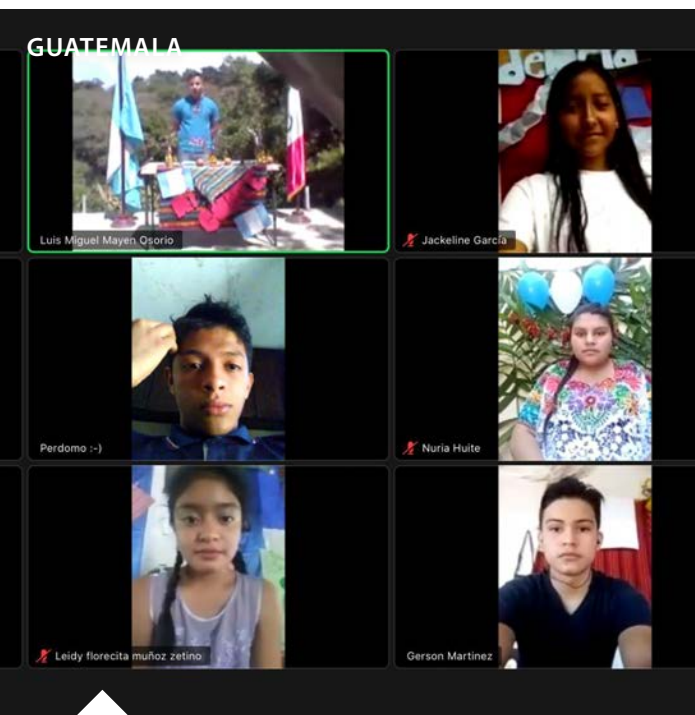 GUATEMALA
Luis Miguel Mayen Osorio
Jackeline García
Perdomo :-)
Nuria Huite
Leidy florecita muñoz zetino
Gerson Martinez